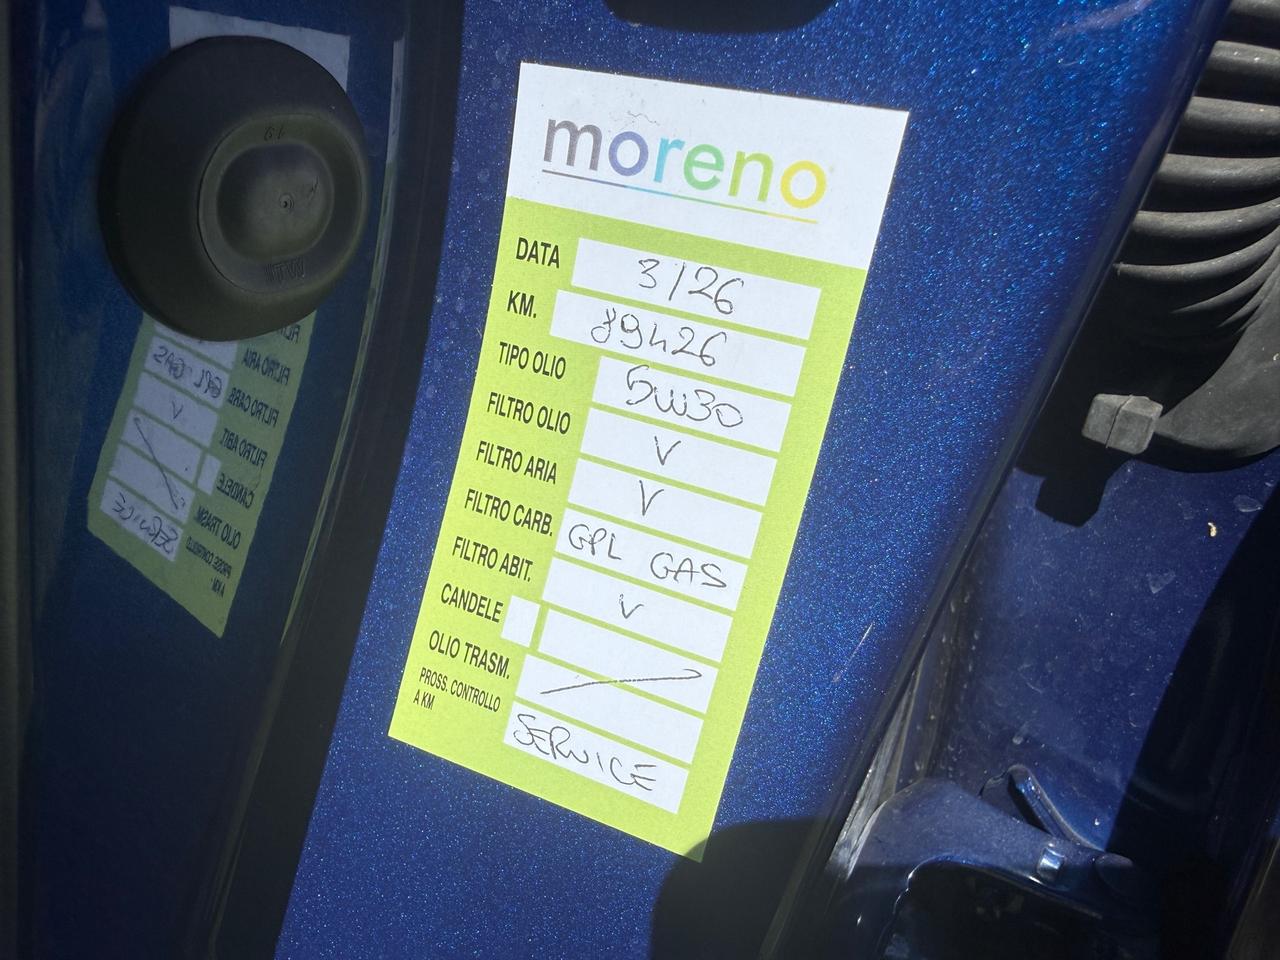 moreno
DATA 3/26
KM. 89426
TIPO OLIO 5W30
FILTRO OLIO V
FILTRO ARIA V
FILTRO CARB. GPL GAS
FILTRO ABIT. V
CANDELE
OLIO TRASM.
PROSS. CONTROLLO
A KM SERVICE